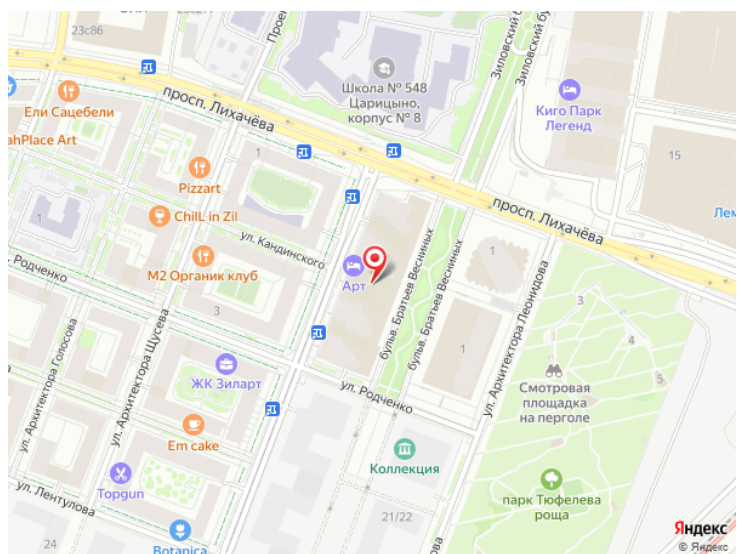 23с86
Ели Сацебели
ahPlace Art
просп. Лихачёва
Школа № 548
Царицыно,
корпус № 8
Зиловский бу
Зиловский бу
Киго Парк
Легенд
15
Лем
1
Pizzart
1
ChilL in Zil
ул. Кандинского
М2 Органик клуб
Арт
бульв. Братьев Весниных
бульв. Братьев Весниных
просп. Лихачёва
. Родченко
3
ул. Архитектора Щусева
ул. Архитектора Голосова
ЖК Зиларт
ул. Родченко
1
ул. Архитектора Леонидова
3
4
5
Смотровая
площадка
на перголе
Em cake
Коллекция
Topgun
ул. Лентулова
парк Тюфелева
роща
24
Botanica
21/22
ова
Яндекс
© Яндекс